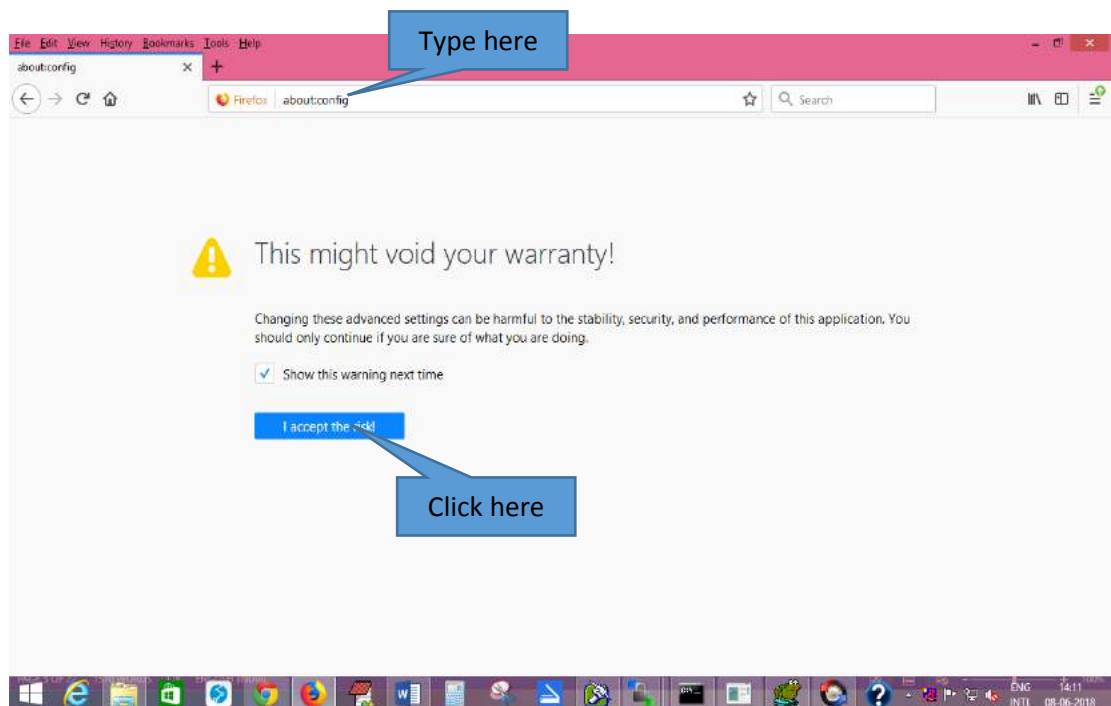 Type here
File Edit View History Bookmarks Tools Help
about:config
Firefox about:config
Search
This might void your warranty!
Changing these advanced settings can be harmful to the stability, security, and performance of this application. You
should only continue if you are sure of what you are doing.
Show this warning next time
I accept the risk!
Click here
ENG 14:11
INTL 08-06-2018